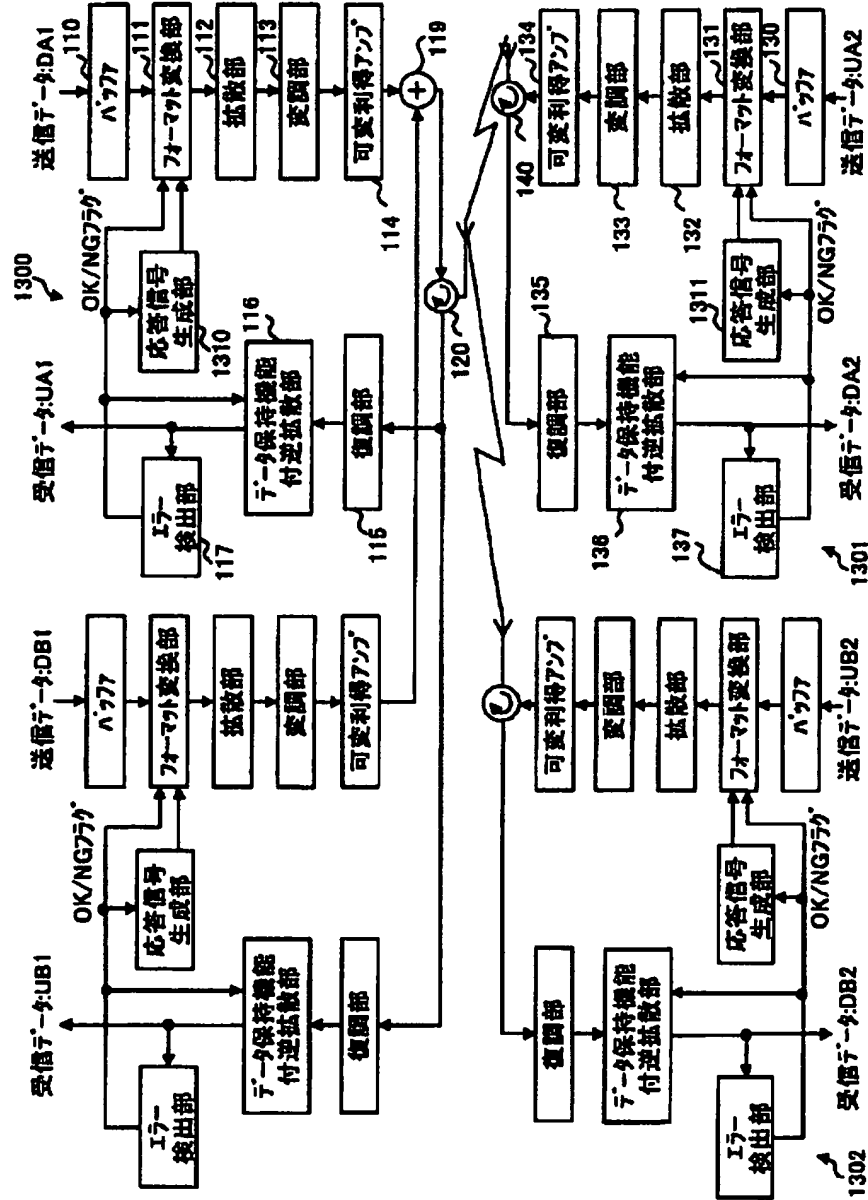 1300
受信データ:UB1
送信データ:DB1
受信データ:UA1
送信データ:DA1
OK/NGフラグ
OK/NGフラグ
エラー
検出部
バッファ
フォーマット変換部
応答信号
生成部
拡散部
データ保持機能
付逆拡散部
変調部
復調部
可変利得アンプ
エラー
検出部
117
応答信号
生成部
1310
データ保持機能
付逆拡散部
116
復調部
115
バッファ
110
フォーマット変換部
111
拡散部
112
変調部
113
可変利得アンプ
114
119
120
可変利得アンプ
復調部
変調部
データ保持機能
付逆拡散部
拡散部
応答信号
生成部
フォーマット変換部
エラー
検出部
バッファ
OK/NGフラグ
1302
受信データ:DB2
送信データ:UB2
140
可変利得アンプ
134
復調部
135
変調部
133
データ保持機能
付逆拡散部
136
拡散部
132
応答信号
生成部
1311
フォーマット変換部
131
エラー
検出部
137
バッファ
130
OK/NGフラグ
1301
受信データ:DA2
送信データ:UA2